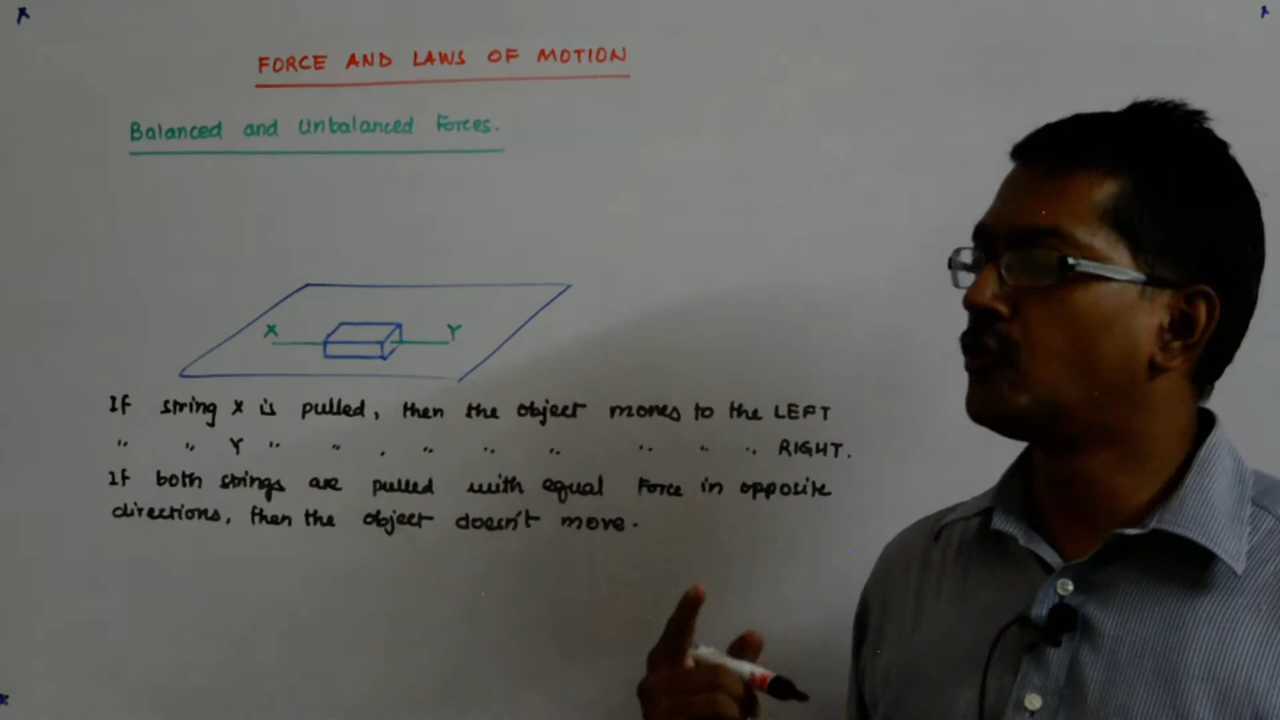 FORCE AND LAWS OF MOTION
Balanced and Unbalanced Forces.
X Y
If string X is pulled, then the object moves to the LEFT
" " Y " " , " " " " " " RIGHT.
If both strings are pulled with equal Force in opposite
directions, then the object doesn't move.